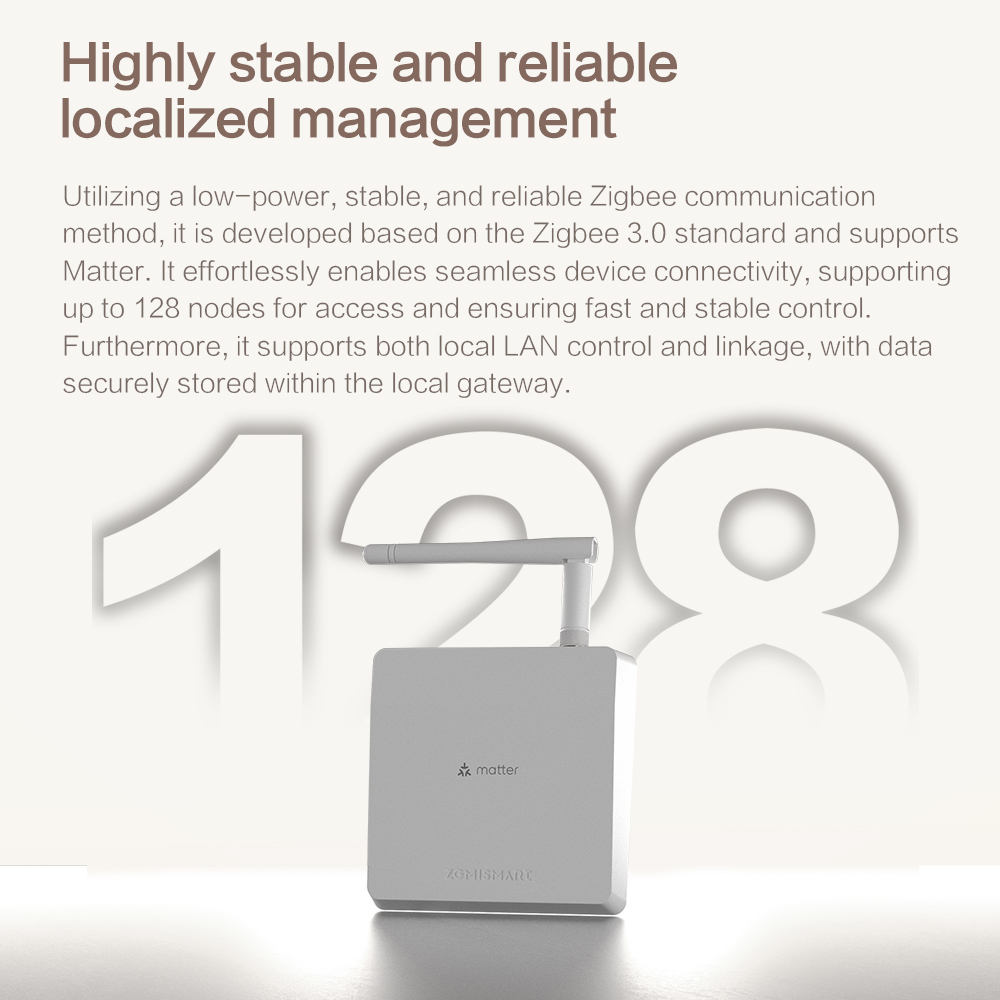 Highly stable and reliable
localized management
Utilizing a low-power, stable, and reliable Zigbee communication
method, it is developed based on the Zigbee 3.0 standard and supports
Matter. It effortlessly enables seamless device connectivity, supporting
up to 128 nodes for access and ensuring fast and stable control.
Furthermore, it supports both local LAN control and linkage, with data
securely stored within the local gateway.
128
matter
ZEMISMART